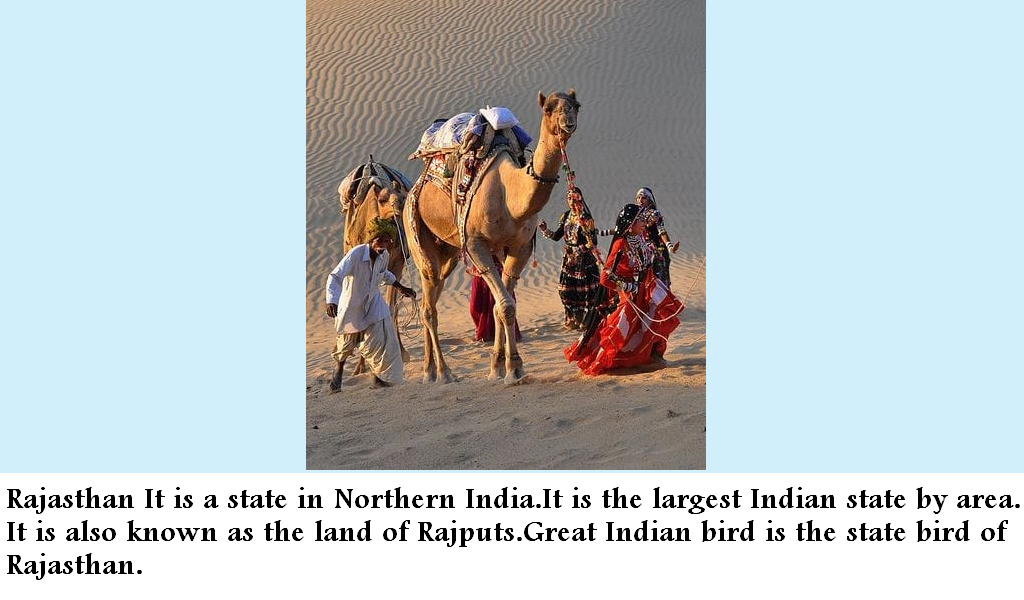 Rajasthan It is a state in Northern India.It is the largest Indian state by area.
It is also known as the land of Rajputs.Great Indian bird is the state bird of
Rajasthan.